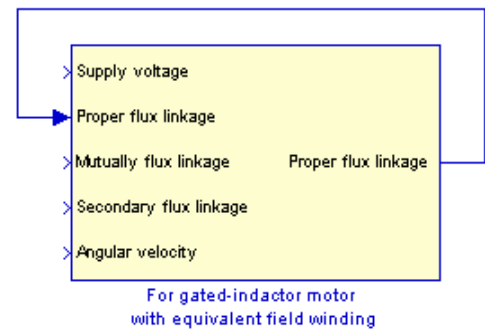 Supply voltage
Proper flux linkage
Mutually flux linkage
Proper flux linkage
Secondary flux linkage
Angular velocity
For gated-indactor motor
with equivalent field winding